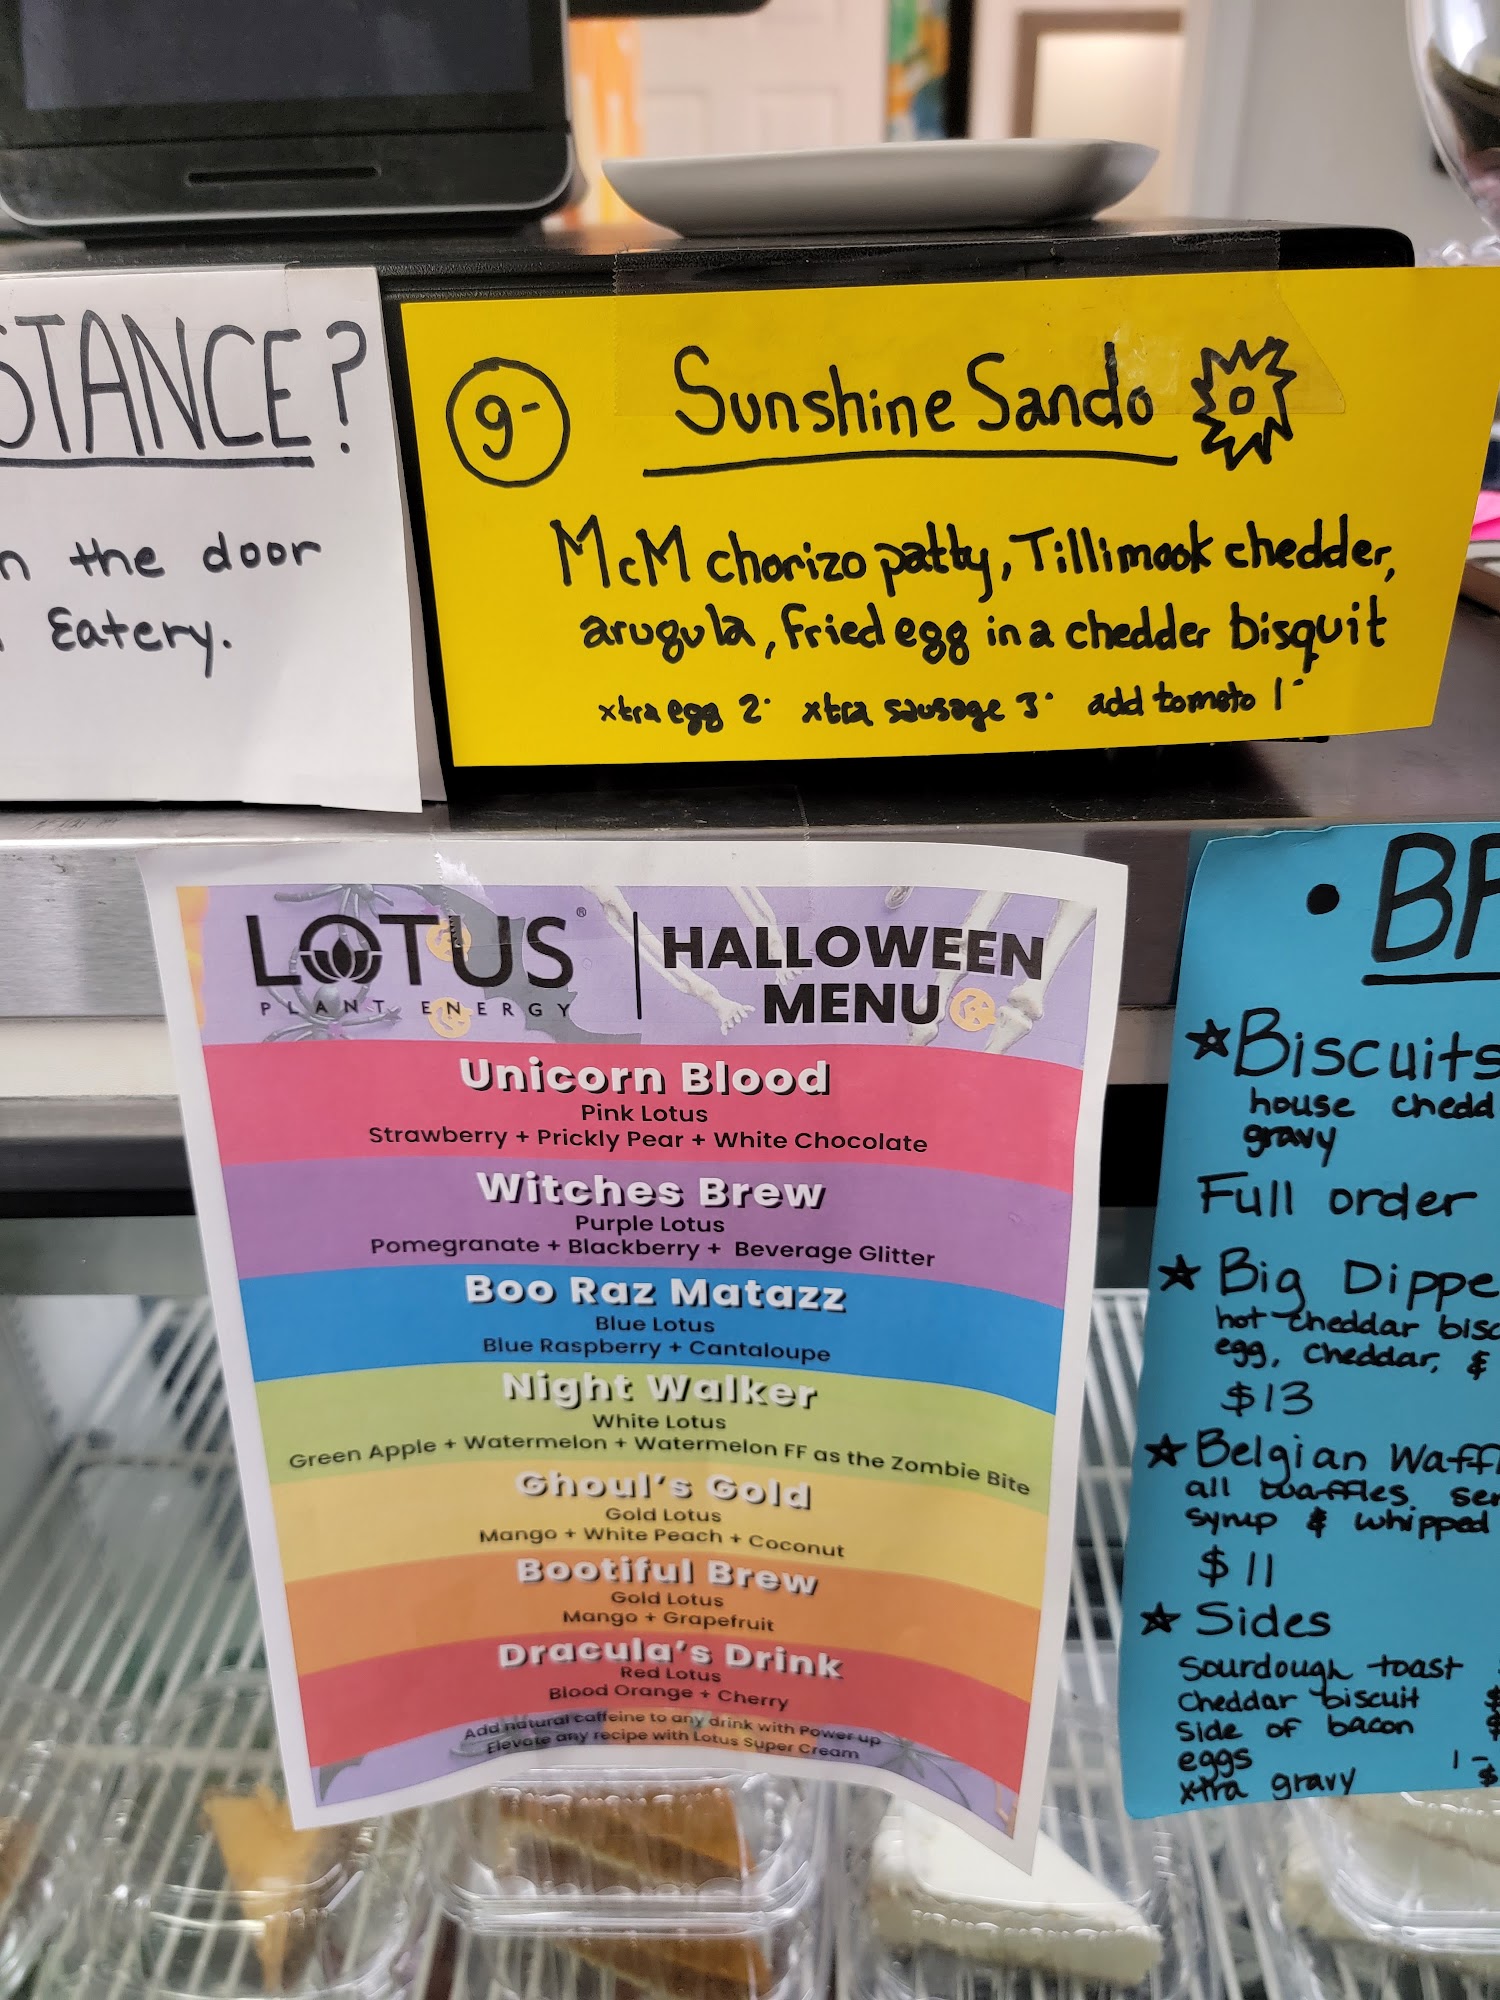 STANCE?
the door
Eatery.
9-
Sunshine Sando
McM chorizo patty, Tillimook chedder,
arugula, fried egg in a chedder bisquit
xtra egg 2- xtra sausage 3- add tomato 1-
LOTUS®
PLANT ENERGY
HALLOWEEN
MENU
Unicorn Blood
Pink Lotus
Strawberry + Prickly Pear + White Chocolate
Witches Brew
Purple Lotus
Pomegranate + Blackberry + Beverage Glitter
Boo Raz Matazz
Blue Lotus
Blue Raspberry + Cantaloupe
Night Walker
White Lotus
Green Apple + Watermelon + Watermelon FF as the Zombie Bite
Ghoul's Gold
Gold Lotus
Mango + White Peach + Coconut
Bootiful Brew
Gold Lotus
Mango + Grapefruit
Dracula's Drink
Red Lotus
Blood Orange + Cherry
Add natural caffeine to any drink with Power up
Elevate any recipe with Lotus Super Cream
• BR
Biscuits
house chedd
gravy
Full order
Big Dippe
hot cheddar bisc
egg, cheddar, &
$13
Belgian Waff
all waffles ser
syrup & whipped
$11
Sides
Sourdough toast
Cheddar biscuit $
Side of bacon $
eggs 1-
xtra gravy $